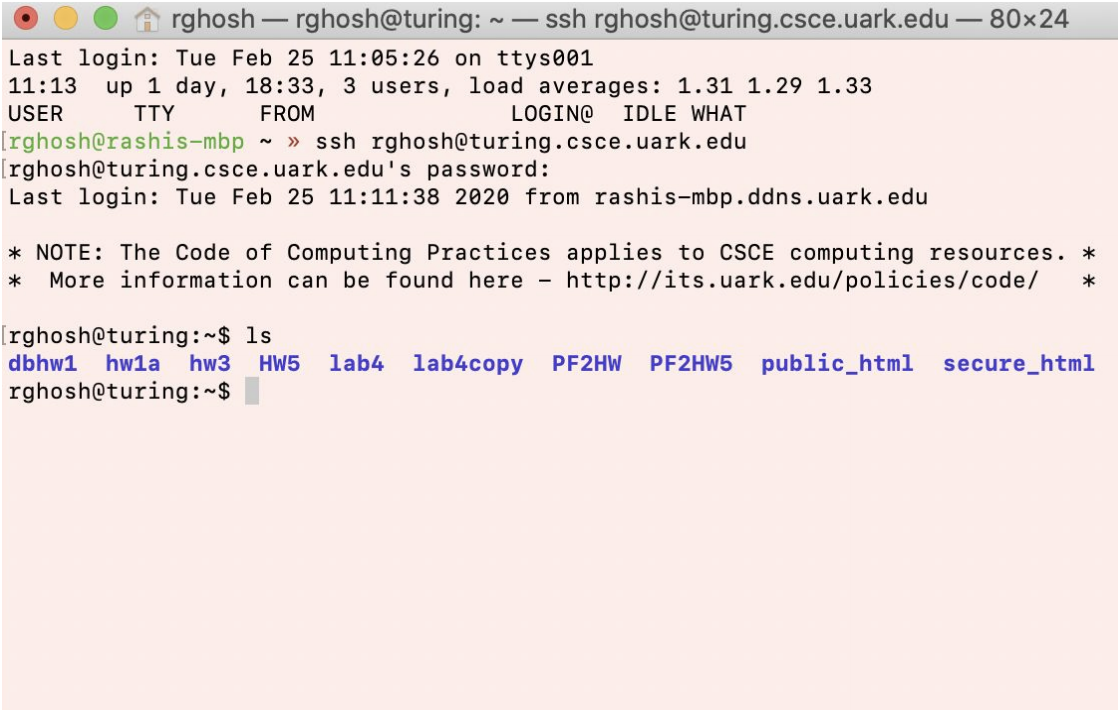 rghosh — rghosh@turing: ~ — ssh rghosh@turing.csce.uark.edu — 80×24
Last login: Tue Feb 25 11:05:26 on ttys001
11:13  up 1 day, 18:33, 3 users, load averages: 1.31 1.29 1.33
USER     TTY      FROM              LOGIN@  IDLE WHAT
[rghosh@rashis-mbp ~ » ssh rghosh@turing.csce.uark.edu
[rghosh@turing.csce.uark.edu's password:
Last login: Tue Feb 25 11:11:38 2020 from rashis-mbp.ddns.uark.edu
* NOTE: The Code of Computing Practices applies to CSCE computing resources. *
*  More information can be found here – http://its.uark.edu/policies/code/   *
[rghosh@turing:~$ ls
dbhw1  hw1a  hw3  HW5  lab4  lab4copy  PF2HW  PF2HW5  public_html  secure_html
rghosh@turing:~$